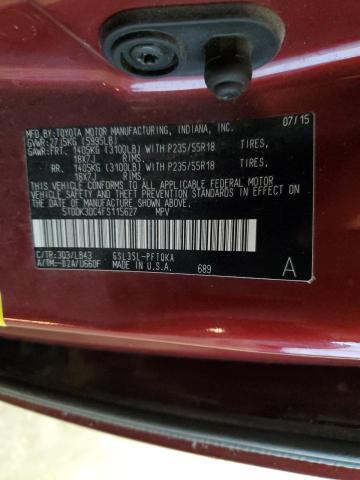 MFD.BY:TOYOTA MOTOR MANUFACTURING, INDIANA, INC. 07/15
GVWR:2715KG (5995LB)
GAWR:FRT. 1405KG (3100LB) WITH P235/55R18 TIRES,
18X7J RIMS.
RR. 1405KG (3100LB) WITH P235/55R18 TIRES,
18X7J RIMS.
THIS VEHICLE CONFORMS TO ALL APPLICABLE FEDERAL MOTOR
VEHICLE SAFETY, BUMPER, AND THEFT PREVENTION STANDARDS
IN EFFECT ON THE DATE OF MANUFACTURE SHOWN ABOVE.
5TDDK3DC4FS115627 MPV
C/TR:3Q3/LB43 GSL35L-PFTQKA
A/TM:-02A/U660F MADE IN U.S.A. 689 A